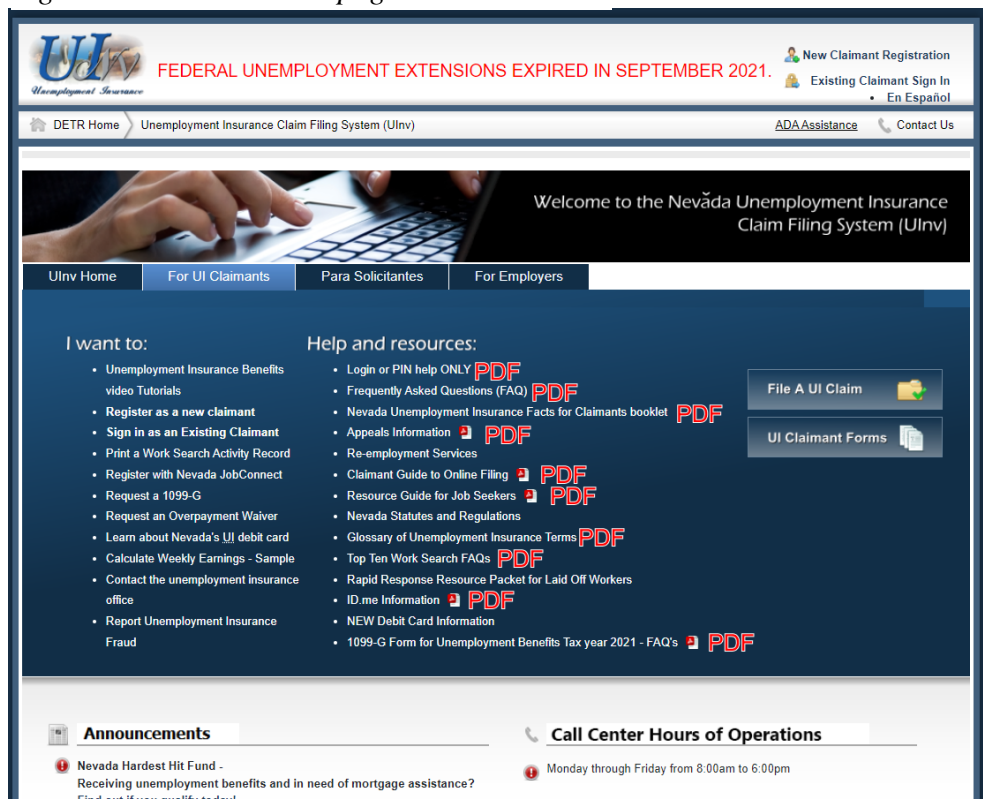 UInv
Unemployment Insurance
FEDERAL UNEMPLOYMENT EXTENSIONS EXPIRED IN SEPTEMBER 2021.
New Claimant Registration
Existing Claimant Sign In
• En Español
DETR Home
Unemployment Insurance Claim Filing System (UInv)
ADA Assistance
Contact Us
Welcome to the Nevăda Unemployment Insurance
Claim Filing System (UInv)
UInv Home
For UI Claimants
Para Solicitantes
For Employers
I want to:
• Unemployment Insurance Benefits
video Tutorials
• Register as a new claimant
• Sign in as an Existing Claimant
• Print a Work Search Activity Record
• Register with Nevada JobConnect
• Request a 1099-G
• Request an Overpayment Waiver
• Learn about Nevada's UI debit card
• Calculate Weekly Earnings - Sample
• Contact the unemployment insurance
office
• Report Unemployment Insurance
Fraud
Help and resources:
• Login or PIN help ONLY PDF
• Frequently Asked Questions (FAQ) PDF
• Nevada Unemployment Insurance Facts for Claimants booklet PDF
• Appeals Information PDF
• Re-employment Services
• Claimant Guide to Online Filing PDF
• Resource Guide for Job Seekers PDF
• Nevada Statutes and Regulations
• Glossary of Unemployment Insurance Terms PDF
• Top Ten Work Search FAQs PDF
• Rapid Response Resource Packet for Laid Off Workers
• ID.me Information PDF
• NEW Debit Card Information
• 1099-G Form for Unemployment Benefits Tax year 2021 - FAQ's PDF
File A UI Claim
UI Claimant Forms
Announcements
Nevada Hardest Hit Fund -
Receiving unemployment benefits and in need of mortgage assistance?
Find out if you qualify today!
Call Center Hours of Operations
Monday through Friday from 8:00am to 6:00pm